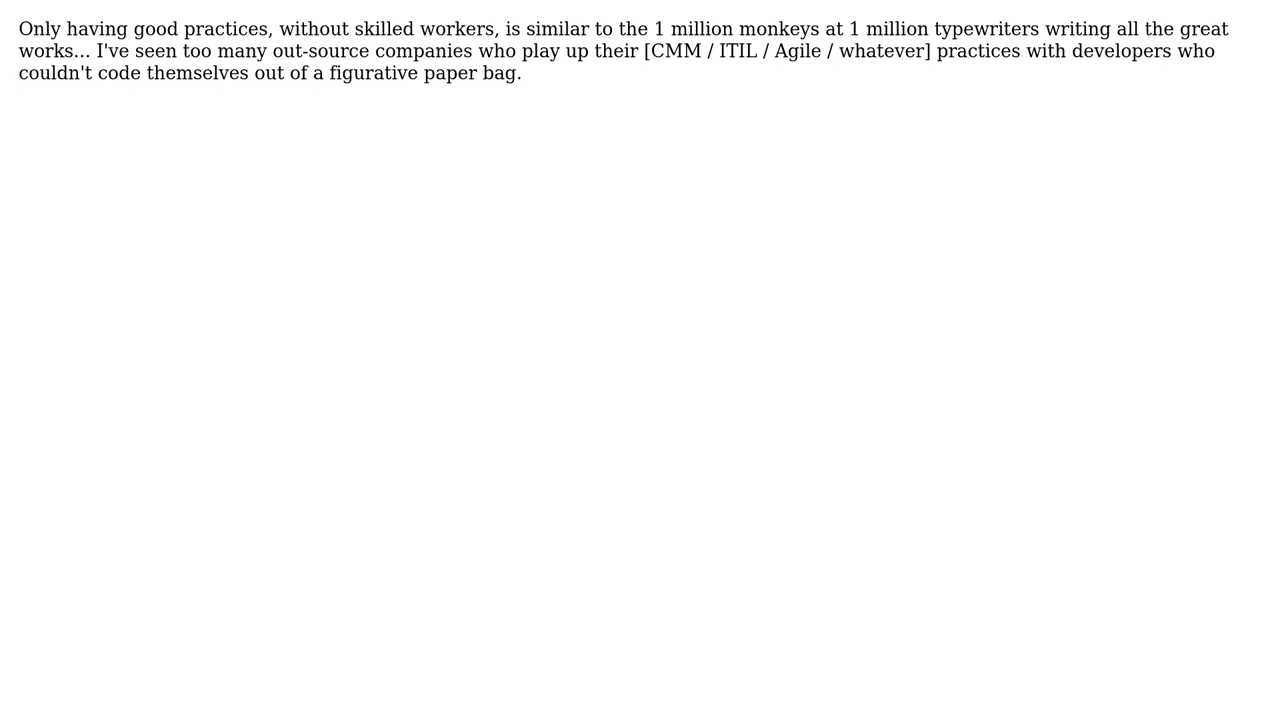 Only having good practices, without skilled workers, is similar to the 1 million monkeys at 1 million typewriters writing all the great
works... I've seen too many out-source companies who play up their [CMM / ITIL / Agile / whatever] practices with developers who
couldn't code themselves out of a figurative paper bag.